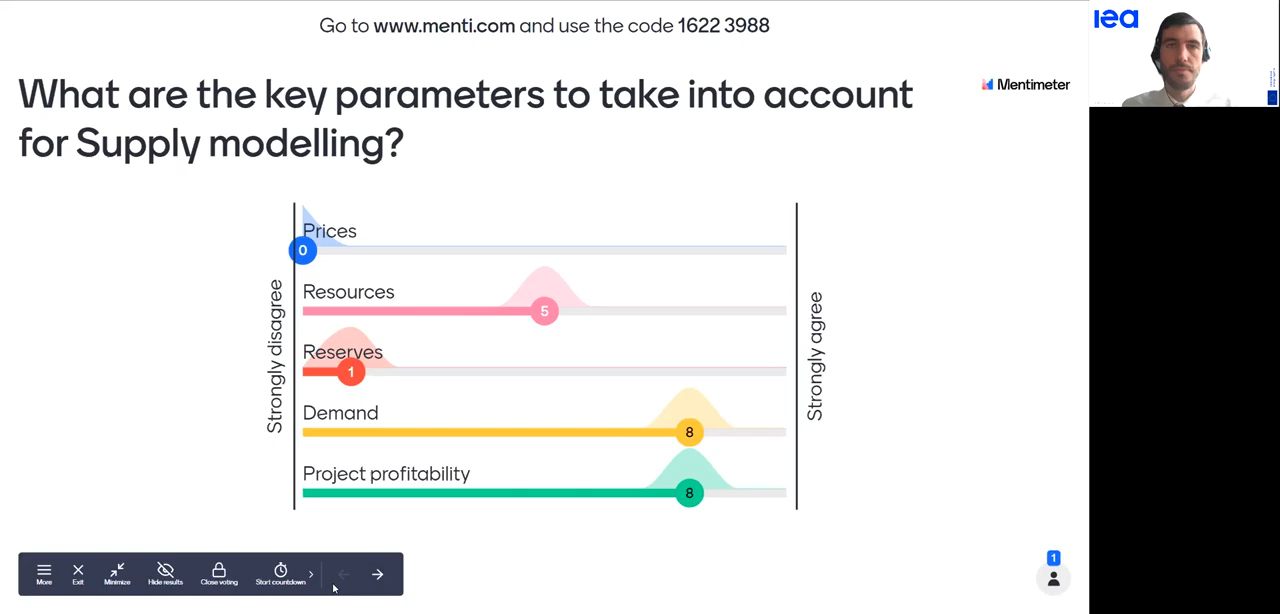 Go to www.menti.com and use the code 1622 3988
iea
Mentimeter
What are the key parameters to take into account
for Supply modelling?
Strongly disagree
Prices
0
Resources
5
Reserves
1
Demand
8
Project profitability
8
Strongly agree
More
Exit
Minimize
Hide results
Close voting
Start countdown
1